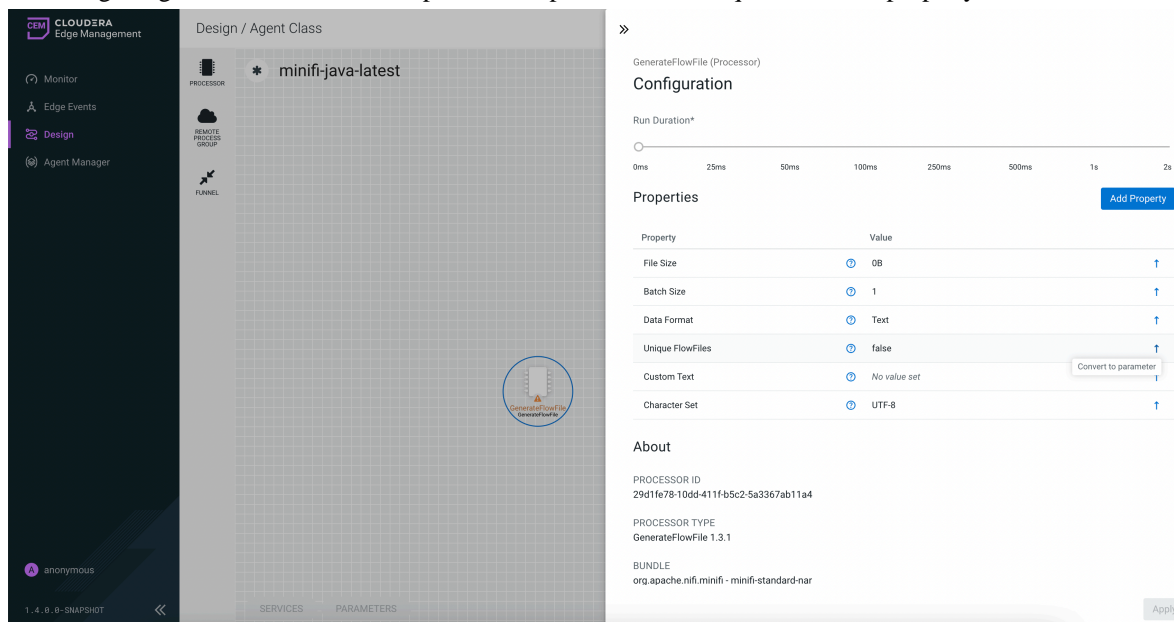 CEM
CLOUDERA
Edge Management
Monitor
Edge Events
Design
Agent Manager
A anonymous
1.4.0.0-SNAPSHOT
Design / Agent Class
PROCESSOR
REMOTE
PROCESS
GROUP
FUNNEL
minifi-java-latest
GenerateFlowFile
GenerateFlowFile
SERVICES PARAMETERS
GenerateFlowFile (Processor)
Configuration
Run Duration*
0ms 25ms 50ms 100ms 250ms 500ms 1s 2s
Properties
Add Property
Property Value
File Size 0B
Batch Size 1
Data Format Text
Unique FlowFiles false
Convert to parameter
Custom Text No value set
Character Set UTF-8
About
PROCESSOR ID
29d1fe78-10dd-411f-b5c2-5a3367ab11a4
PROCESSOR TYPE
GenerateFlowFile 1.3.1
BUNDLE
org.apache.nifi.minifi - minifi-standard-nar
Apply